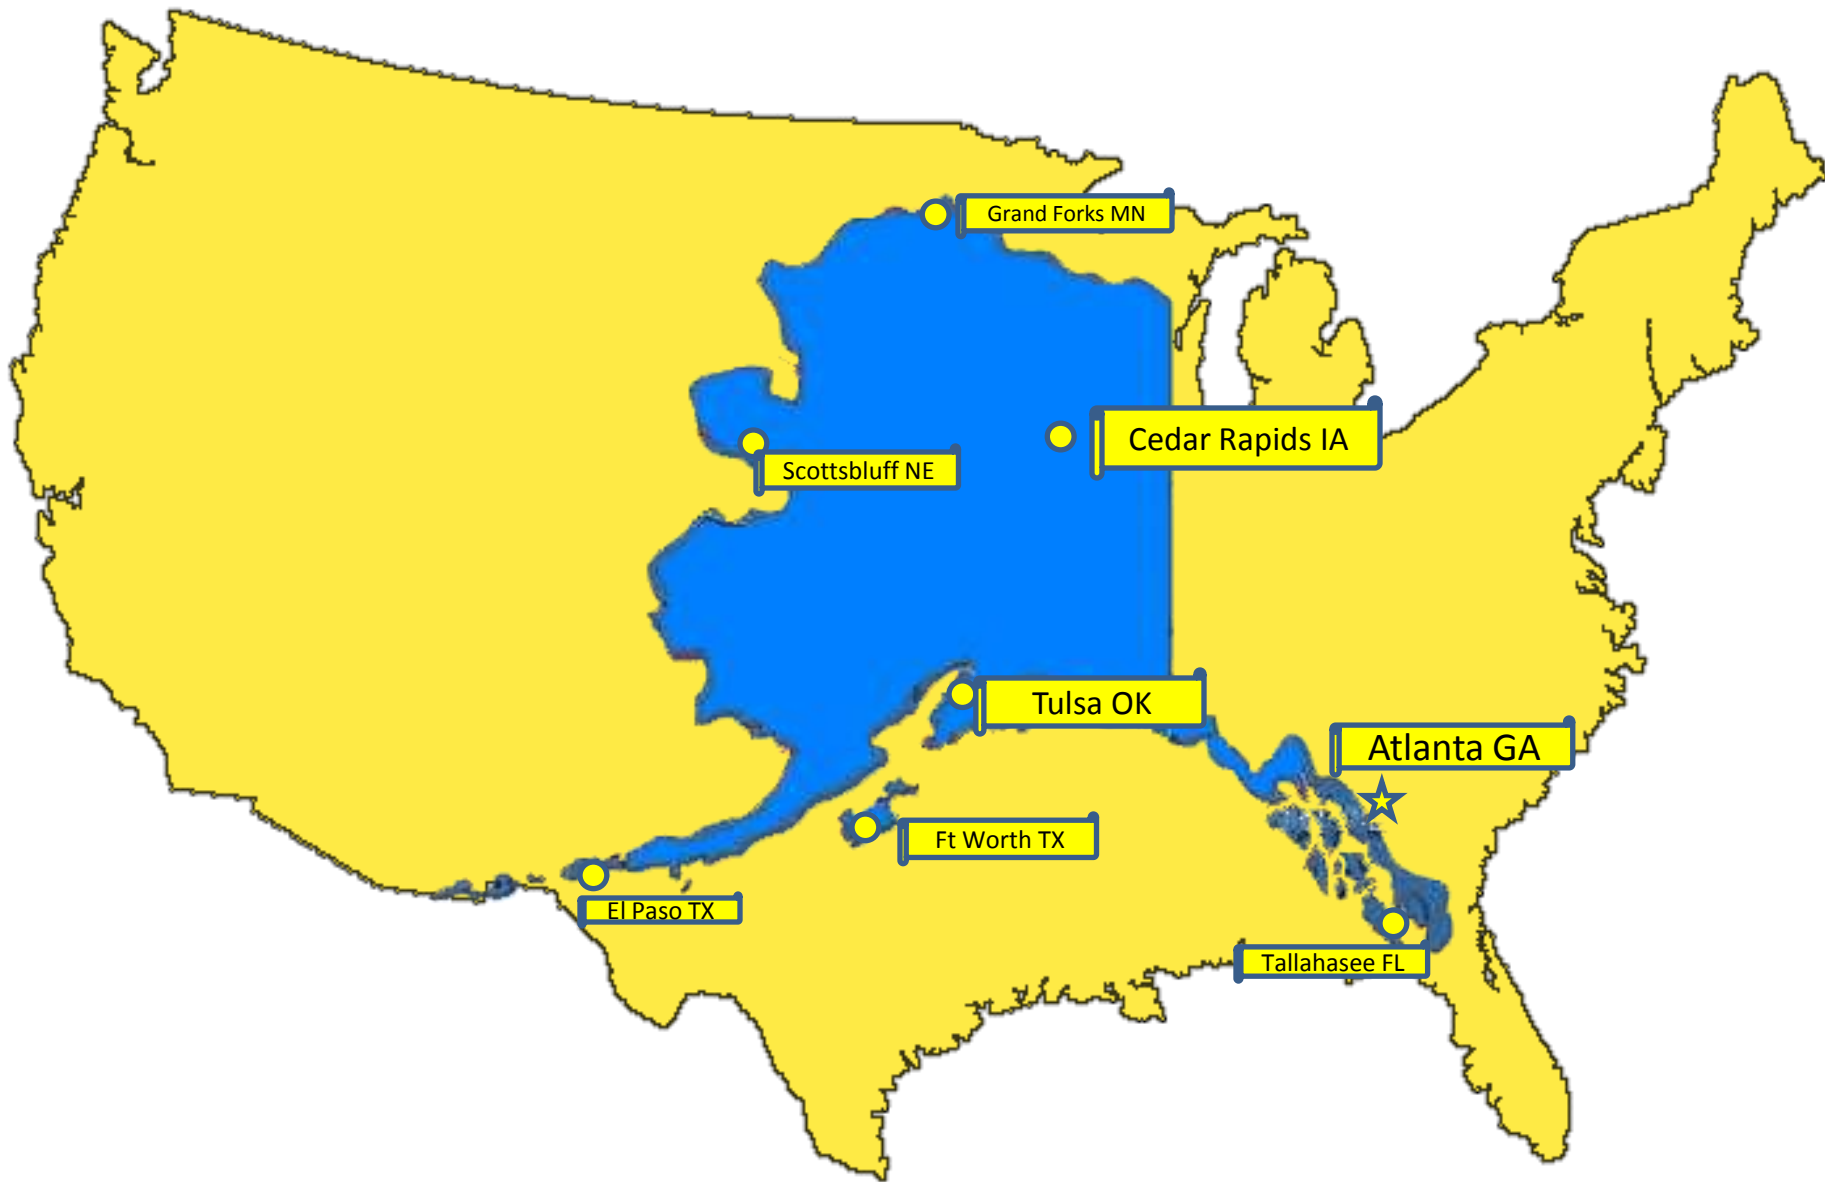 Grand Forks MN
Cedar Rapids IA
Scottsbluff NE
Tulsa OK
Atlanta GA
Ft Worth TX
El Paso TX
Tallahasee FL